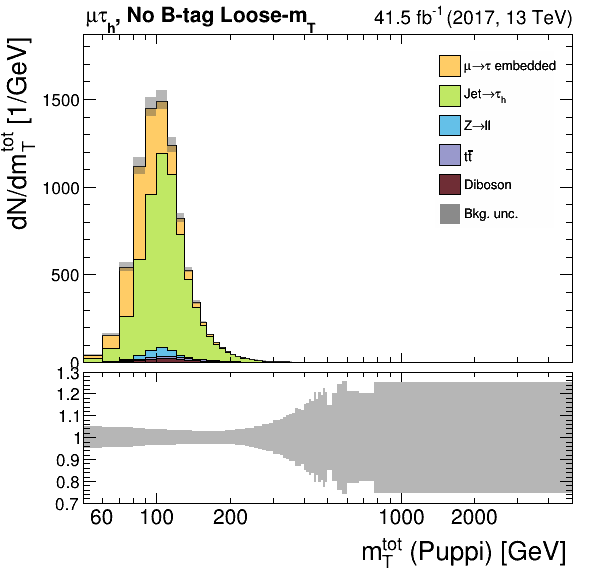 μτh, No B-tag Loose-mT
41.5 fb-1 (2017, 13 TeV)
dN/dmTtot [1/GeV]
1500
1000
500
0
μ→τ embedded
Jet→τh
Z→ll
tt̅
Diboson
Bkg. unc.
1.3
1.2
1.1
1
0.9
0.8
0.7
60 100 200 1000 2000
mTtot (Puppi) [GeV]